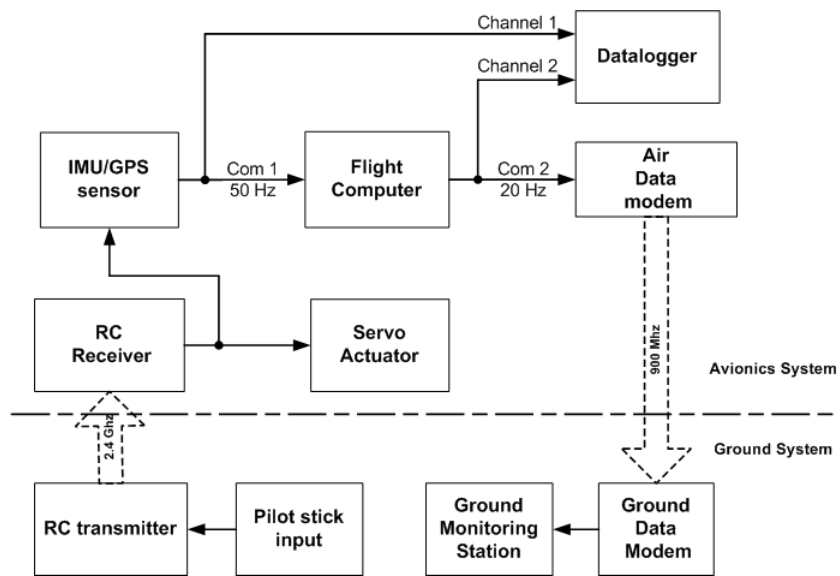 Channel 1
Channel 2
Datalogger
IMU/GPS
sensor
Com 1
50 Hz
Flight
Computer
Com 2
20 Hz
Air
Data
modem
RC
Receiver
Servo
Actuator
900 Mhz
Avionics System
2.4 Ghz
Ground System
RC transmitter
Pilot stick
input
Ground
Monitoring
Station
Ground
Data
Modem